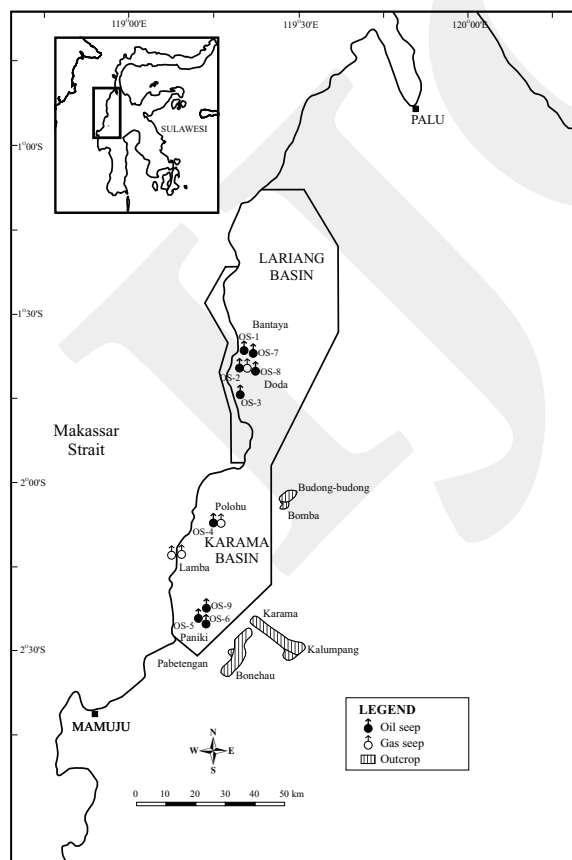 119°00'E
119°30'E
120°00'E
SULAWESI
PALU
1°00'S
LARIANG
BASIN
1°30'S
Bantaya
OS-1
OS-7
OS-2
OS-8
Doda
OS-3
Makassar
Strait
2°00'S
Budong-budong
Bomba
Polohu
OS-4
KARAMA
BASIN
Lamba
OS-9
OS-5
OS-6
Paniki
Karama
2°30'S
Pabetengan
Kalumpang
Bonehau
MAMUJU
LEGEND
Oil seep
Gas seep
Outcrop
N
W
E
S
0 10 20 30 40 50 km
IJO